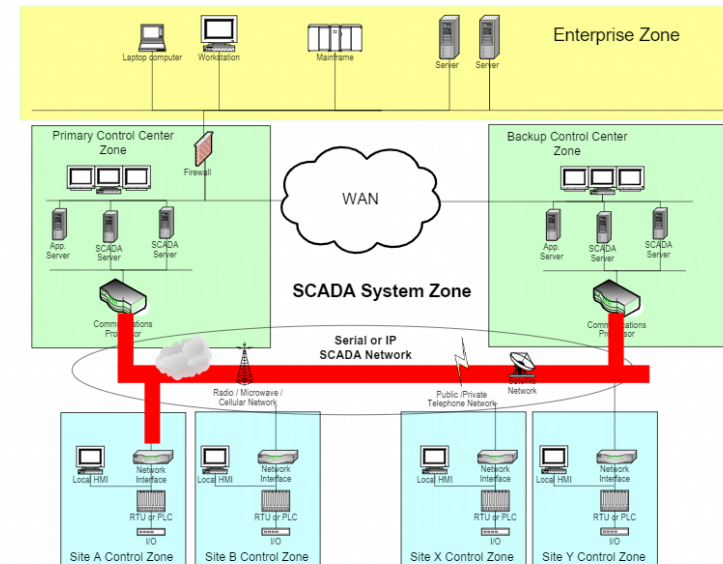 Enterprise Zone
Laptop computer
Workstation
Mainframe
Server
Server
Primary Control Center
Zone
Firewall
WAN
Backup Control Center
Zone
App.
Server
SCADA
Server
SCADA
Server
App.
Server
SCADA
Server
SCADA
Server
SCADA System Zone
Serial or IP
SCADA Network
Radio / Microwave /
Cellular Network
Public /Private
Telephone Network
Network
Local HMI
Network
Interface
RTU or PLC
I/O
Site A Control Zone
Local HMI
Network
Interface
RTU or PLC
I/O
Site B Control Zone
Local HMI
Network
Interface
RTU or PLC
I/O
Site X Control Zone
Local HMI
Network
Interface
RTU or PLC
I/O
Site Y Control Zone